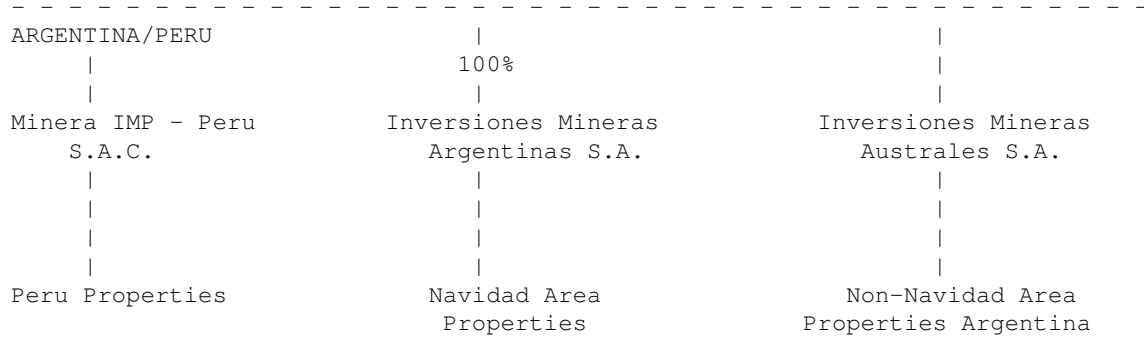 - - - - - - - - - - - - - - - - - - - - - - - - - - - - - - - - - - - - - - - -
ARGENTINA/PERU | |
| 100% |
| | |
Minera IMP - Peru Inversiones Mineras Inversiones Mineras
S.A.C. Argentinas S.A. Australes S.A.
| | |
| | |
| | |
| | |
Peru Properties Navidad Area Non-Navidad Area
Properties Properties Argentina